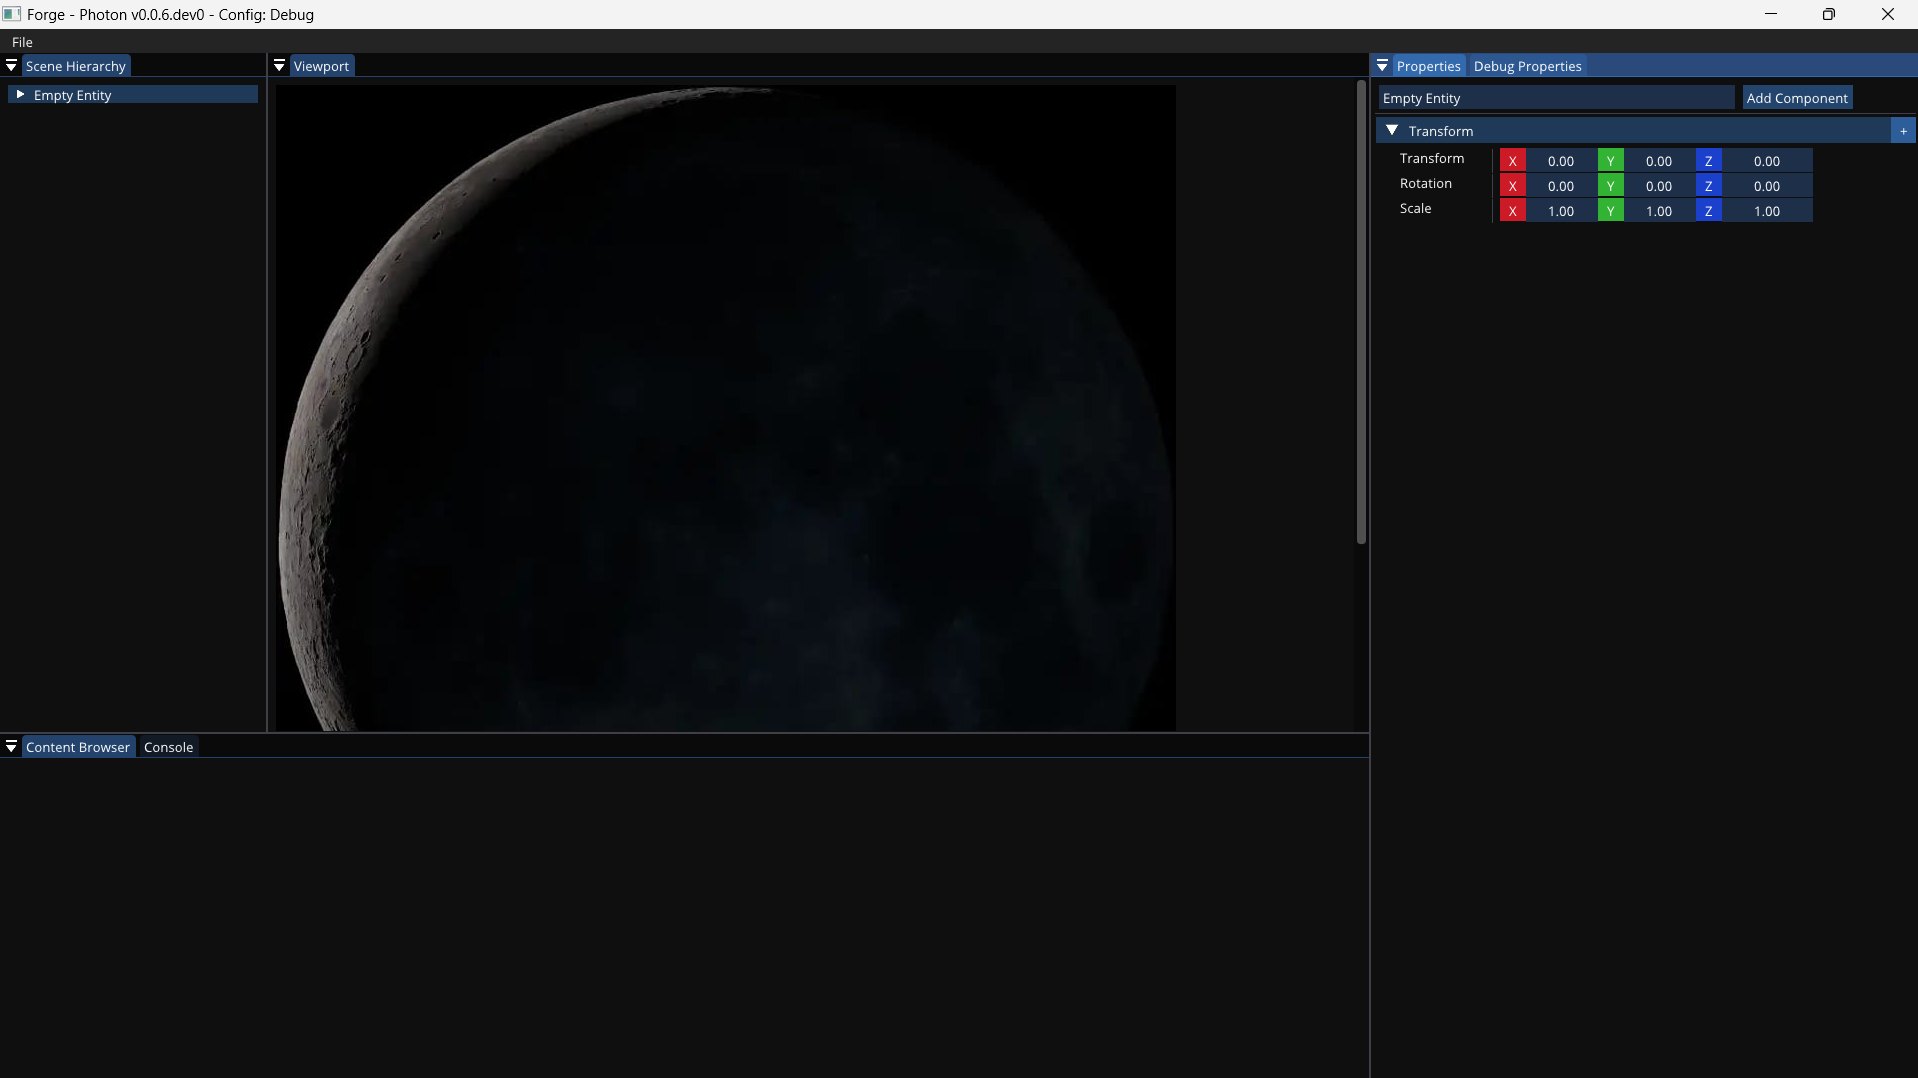 Forge - Photon v0.0.6.dev0 - Config: Debug
File
Scene Hierarchy
Empty Entity
Viewport
Properties Debug Properties
Empty Entity Add Component
Transform +
Transform X 0.00 Y 0.00 Z 0.00
Rotation X 0.00 Y 0.00 Z 0.00
Scale X 1.00 Y 1.00 Z 1.00
Content Browser Console